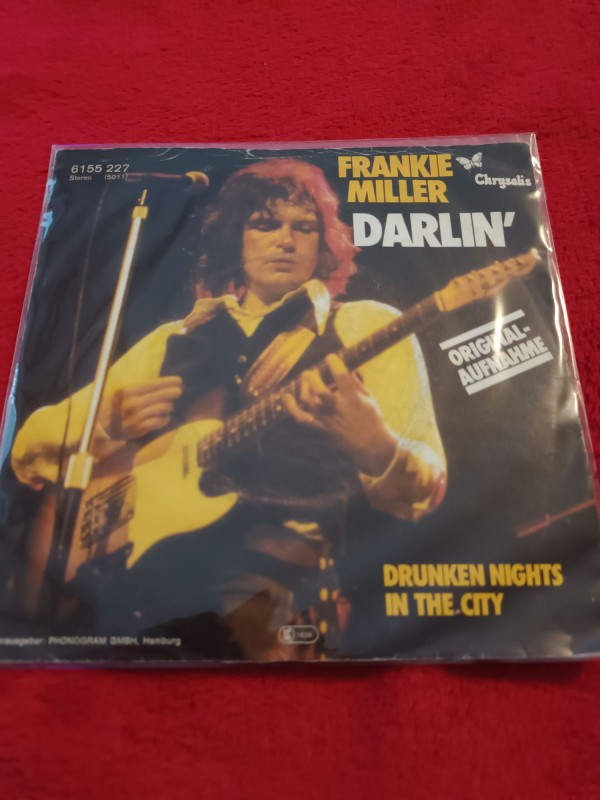 6155 227
Stereo (5011)
FRANKIE
MILLER
Chrysalis
DARLIN'
ORIGINAL-
AUFNAHME
DRUNKEN NIGHTS
IN THE CITY
PHONOGRAM GMBH, Hamburg